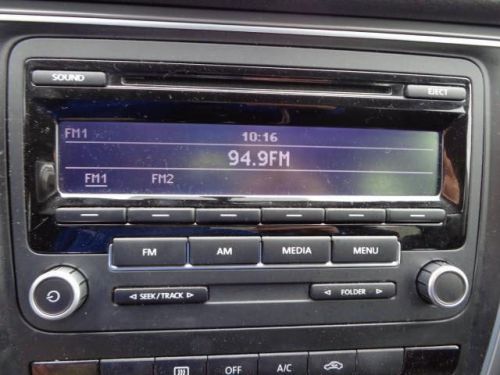 SOUND EJECT
FM1 10:16
94.9FM
FM1 FM2
FM AM MEDIA MENU
◁ SEEK/TRACK ▷ ◁ FOLDER ▷
OFF A/C